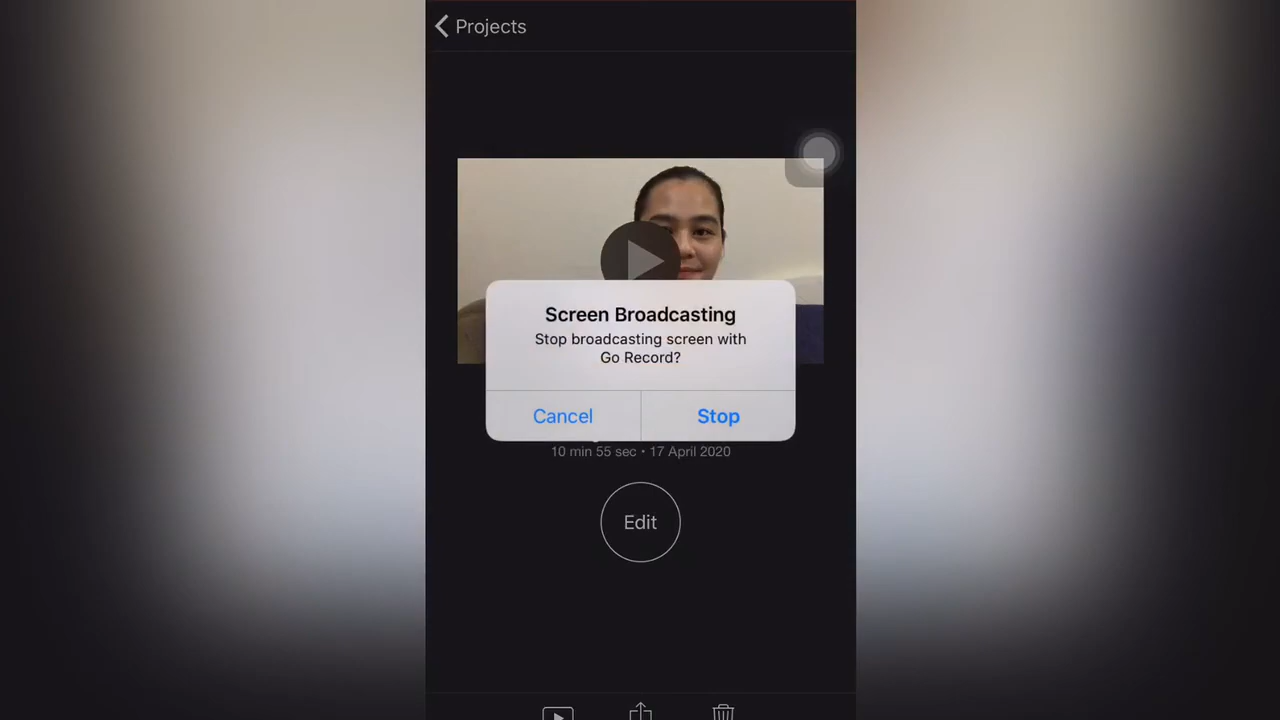 Projects
Screen Broadcasting
Stop broadcasting screen with
Go Record?
Cancel
Stop
10 min 55 sec • 17 April 2020
Edit